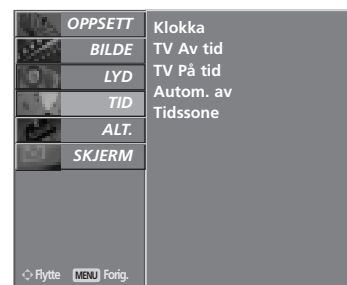 OPPSETT
BILDE
LYD
TID
ALT.
SKJERM
Klokka
TV Av tid
TV På tid
Autom. av
Tidssone
Flytte MENU Forig.